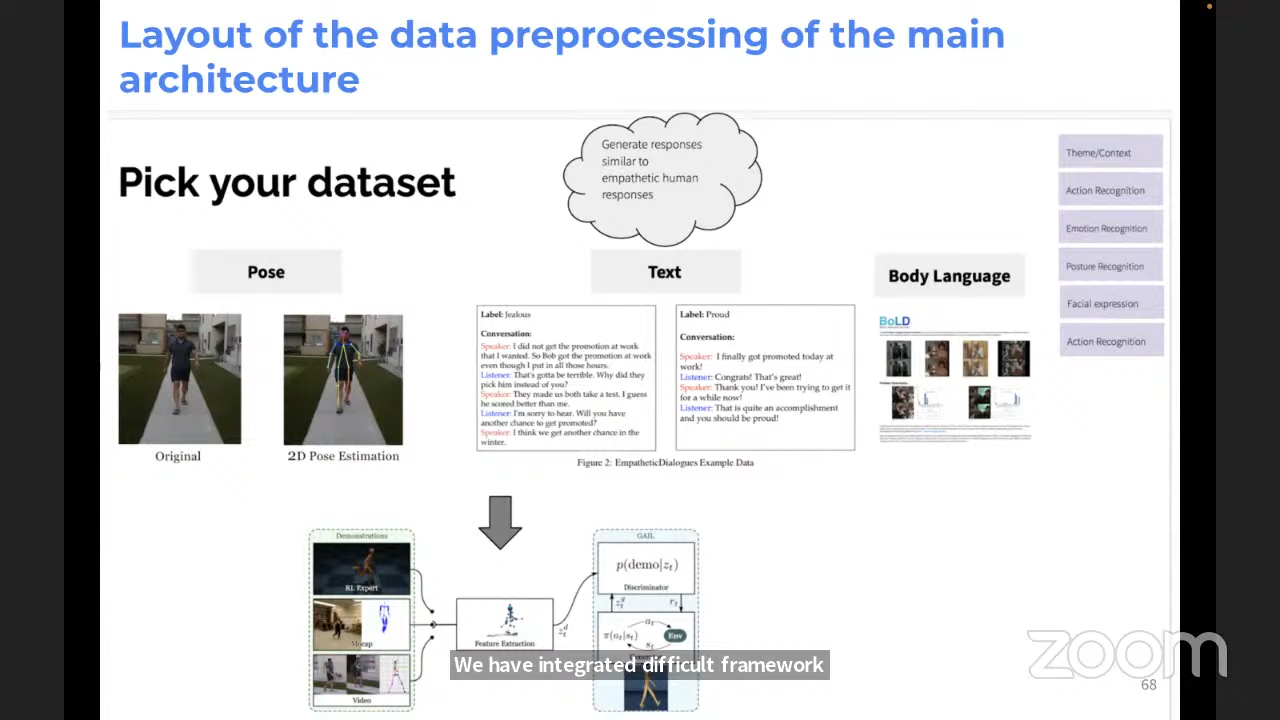 Layout of the data preprocessing of the main
architecture
Pick your dataset
Generate responses
similar to
empathetic human
responses
Theme/Context
Action Recognition
Emotion Recognition
Posture Recognition
Facial expression
Action Recognition
Pose
Text
Body Language
Original
2D Pose Estimation
Label: Jealous
Conversation:
Speaker: I did not get the promotion at work
that I wanted. So Bob got the promotion at work
even though I put in all those hours.
Listener: That's gotta be terrible. Why did they
pick him instead of you?
Speaker: They made us both take a test. I guess
he scored better than me.
Listener: I'm sorry to hear. Will you have
another chance to get promoted?
Speaker: I think we get another chance in the
winter.
Label: Proud
Conversation:
Speaker: I finally got promoted today at
work!
Listener: Congrats! That's great!
Speaker: Thank you! I've been trying to get it
for a while now!
Listener: That is quite an accomplishment
and you should be proud!
Figure 2: EmpatheticDialogues Example Data
BoLD
Demonstrations
RL Expert
Mocap
Video
Feature Extraction
z_t^d
GAIL
p(demo|z_t)
Discriminator
z_t^g
r_t
a_t
π(a_t|s_t)
Env
s_t
We have integrated difficult framework
zoom
68